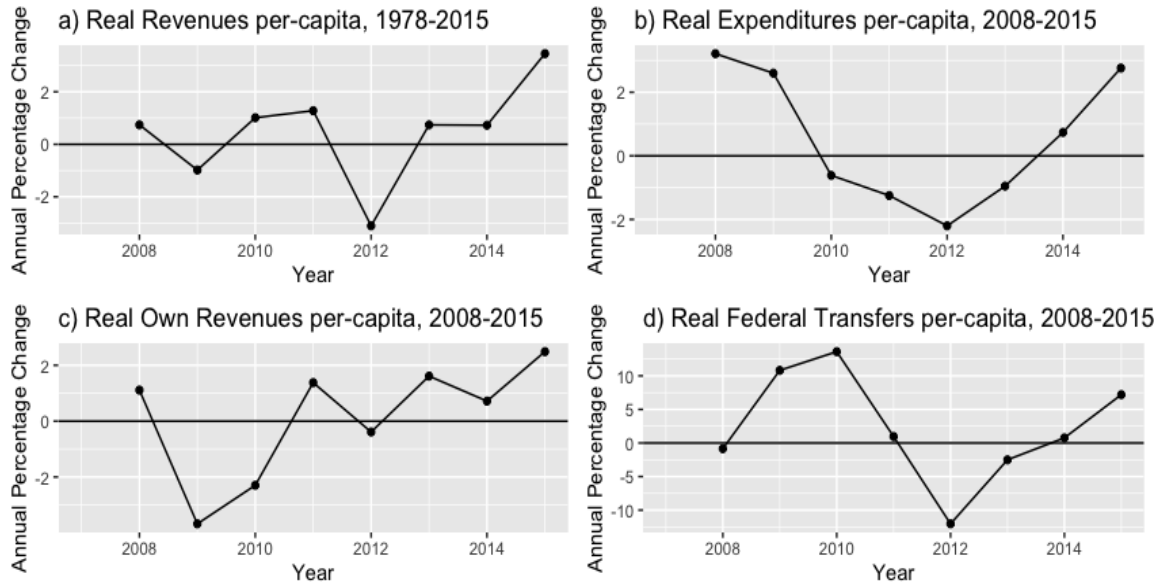 a) Real Revenues per-capita, 1978-2015
Annual Percentage Change
2
0
-2
2008 2010 2012 2014
Year
b) Real Expenditures per-capita, 2008-2015
Annual Percentage Change
2
0
-2
2008 2010 2012 2014
Year
c) Real Own Revenues per-capita, 2008-2015
Annual Percentage Change
2
0
-2
2008 2010 2012 2014
Year
d) Real Federal Transfers per-capita, 2008-2015
Annual Percentage Change
10
5
0
-5
-10
2008 2010 2012 2014
Year